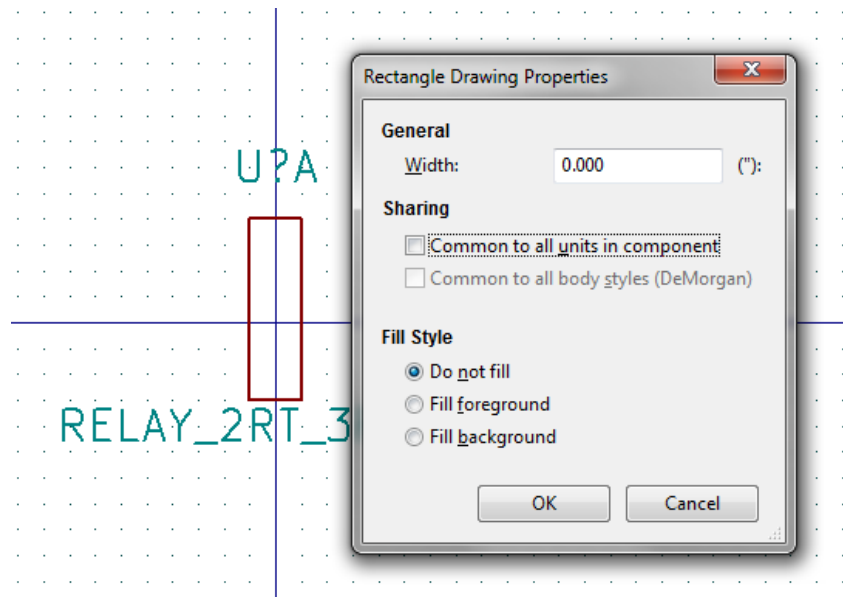 U?A
RELAY_2RT_3
Rectangle Drawing Properties
General
Width: 0.000 ("):
Sharing
Common to all units in component
Common to all body styles (DeMorgan)
Fill Style
Do not fill
Fill foreground
Fill background
OK Cancel